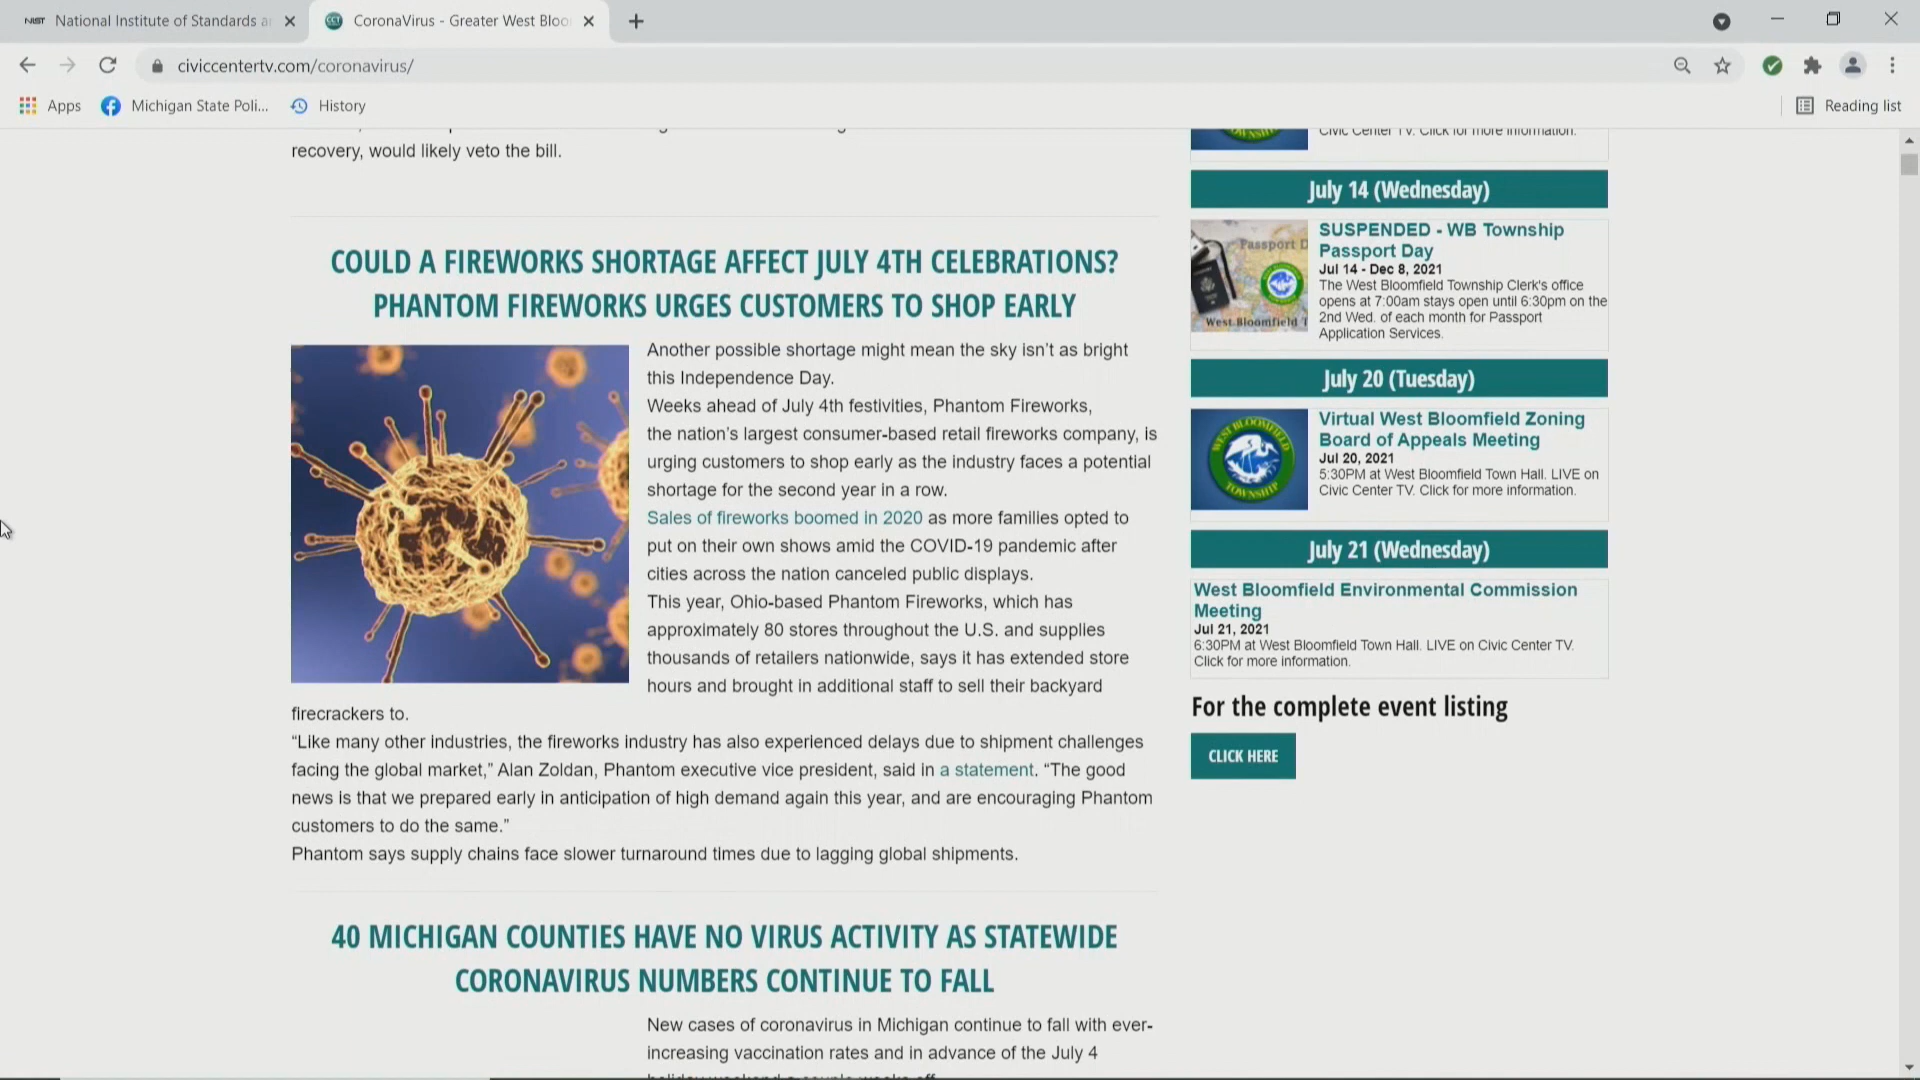 National Institute of Standards a
CoronaVirus - Greater West Bloo
civiccentertv.com/coronavirus/
Apps
Michigan State Poli...
History
Reading list
recovery, would likely veto the bill.
COULD A FIREWORKS SHORTAGE AFFECT JULY 4TH CELEBRATIONS?
PHANTOM FIREWORKS URGES CUSTOMERS TO SHOP EARLY
Another possible shortage might mean the sky isn't as bright
this Independence Day.
Weeks ahead of July 4th festivities, Phantom Fireworks,
the nation's largest consumer-based retail fireworks company, is
urging customers to shop early as the industry faces a potential
shortage for the second year in a row.
Sales of fireworks boomed in 2020 as more families opted to
put on their own shows amid the COVID-19 pandemic after
cities across the nation canceled public displays.
This year, Ohio-based Phantom Fireworks, which has
approximately 80 stores throughout the U.S. and supplies
thousands of retailers nationwide, says it has extended store
hours and brought in additional staff to sell their backyard
firecrackers to.
“Like many other industries, the fireworks industry has also experienced delays due to shipment challenges
facing the global market,” Alan Zoldan, Phantom executive vice president, said in a statement. “The good
news is that we prepared early in anticipation of high demand again this year, and are encouraging Phantom
customers to do the same.”
Phantom says supply chains face slower turnaround times due to lagging global shipments.
40 MICHIGAN COUNTIES HAVE NO VIRUS ACTIVITY AS STATEWIDE
CORONAVIRUS NUMBERS CONTINUE TO FALL
New cases of coronavirus in Michigan continue to fall with ever-
increasing vaccination rates and in advance of the July 4
holiday weekend a couple weeks off
Civic Center TV. Click for more information.
July 14 (Wednesday)
Passport D
West Bloomfield T
SUSPENDED - WB Township
Passport Day
Jul 14 - Dec 8, 2021
The West Bloomfield Township Clerk's office
opens at 7:00am stays open until 6:30pm on the
2nd Wed. of each month for Passport
Application Services.
July 20 (Tuesday)
WEST BLOOMFIELD
TOWNSHIP
Virtual West Bloomfield Zoning
Board of Appeals Meeting
Jul 20, 2021
5:30PM at West Bloomfield Town Hall. LIVE on
Civic Center TV. Click for more information.
July 21 (Wednesday)
West Bloomfield Environmental Commission
Meeting
Jul 21, 2021
6:30PM at West Bloomfield Town Hall. LIVE on Civic Center TV.
Click for more information.
For the complete event listing
CLICK HERE